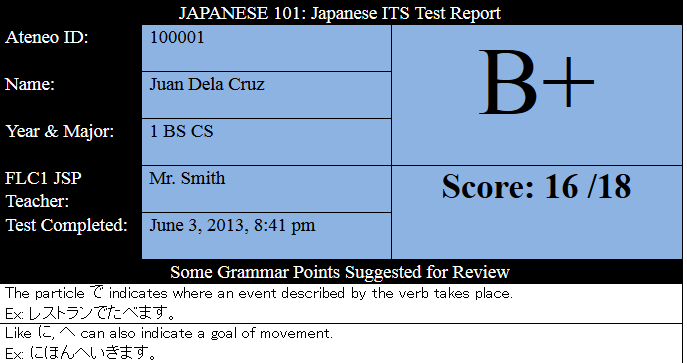 JAPANESE 101: Japanese ITS Test Report
Ateneo ID: 100001
B+
Name: Juan Dela Cruz
Year & Major: 1 BS CS
FLC1 JSP
Teacher:
Mr. Smith
Score: 16 /18
Test Completed: June 3, 2013, 8:41 pm
Some Grammar Points Suggested for Review
The particle で indicates where an event described by the verb takes place.
Ex: レストランでたべます。
Like に, へ can also indicate a goal of movement.
Ex: にほんへいきます。